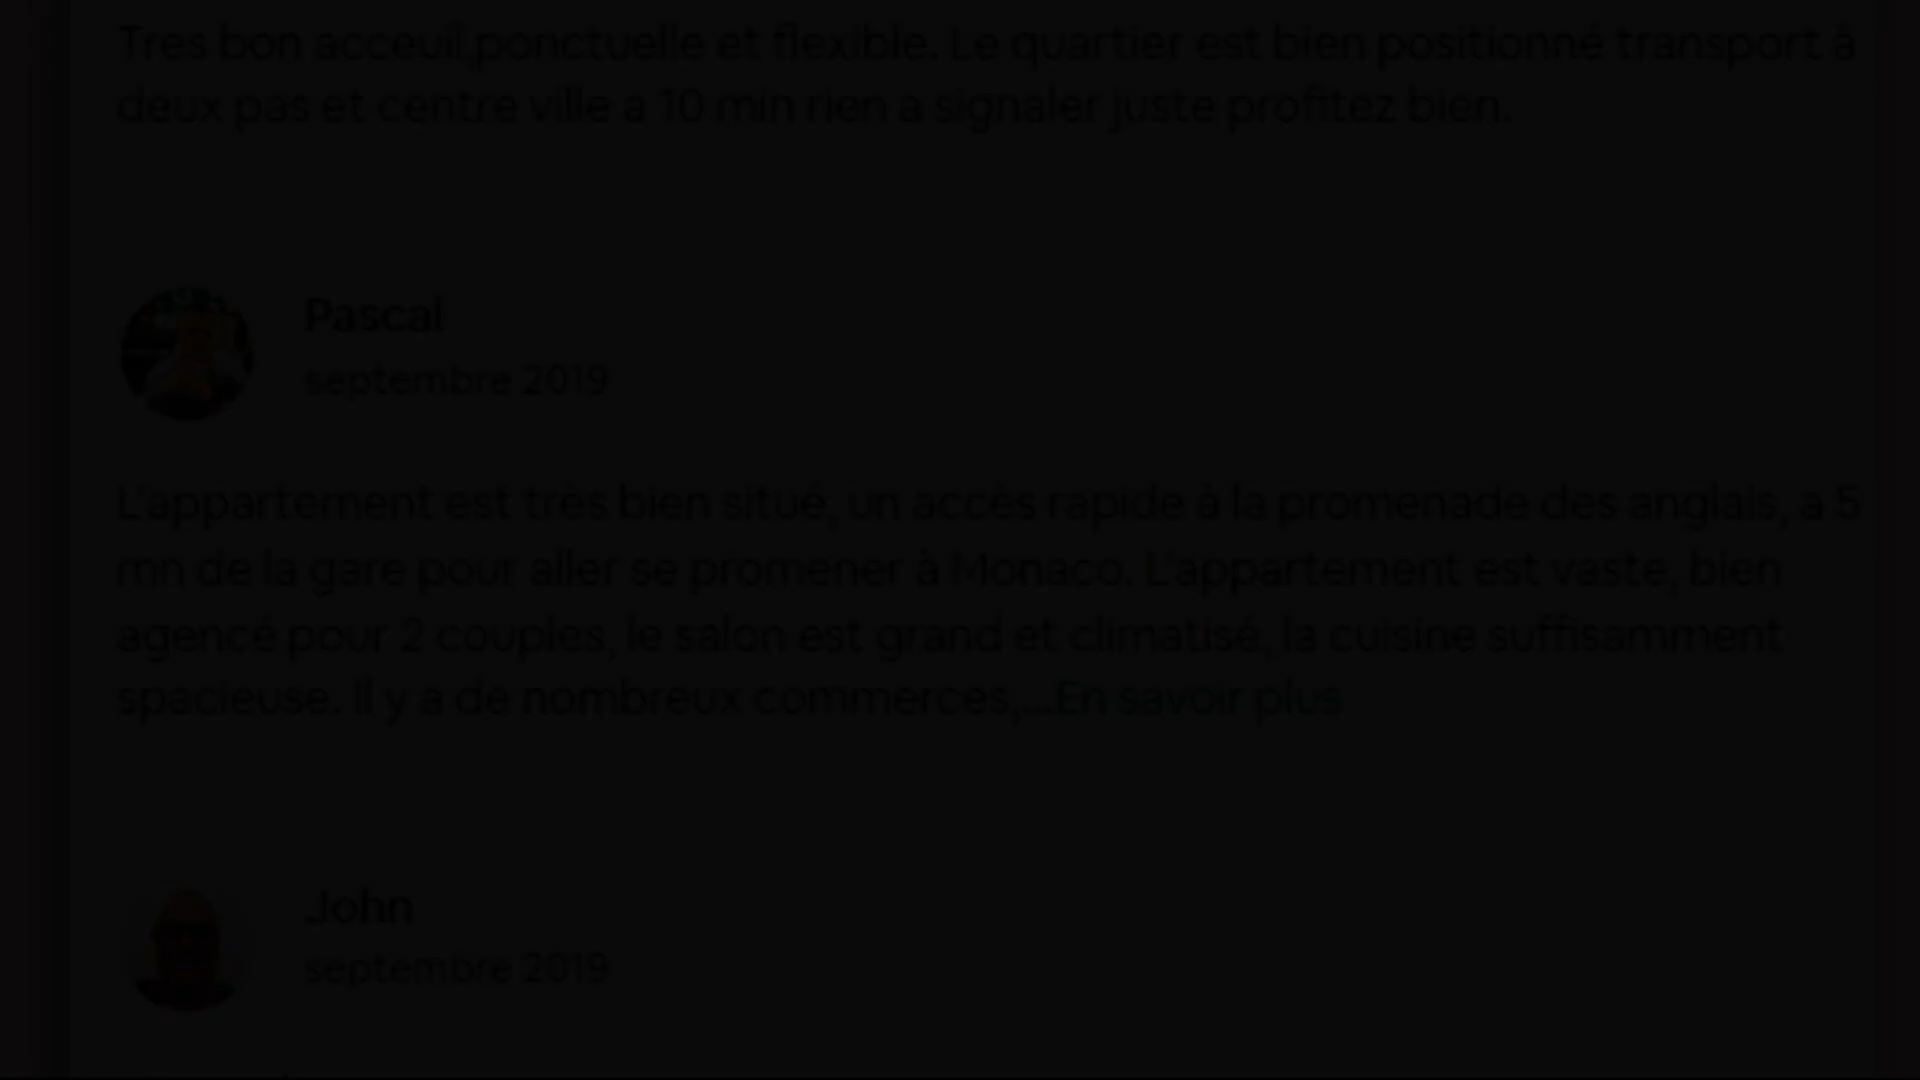 Tres bon acceuil,ponctuelle et flexible. Le quartier est bien positionné transport à
deux pas et centre ville a 10 min rien a signaler juste profitez bien.
Pascal
septembre 2019
L'appartement est très bien situé, un accès rapide à la promenade des anglais, a 5
mn de la gare pour aller se promener à Monaco. L'appartement est vaste, bien
agencé pour 2 couples, le salon est grand et climatisé, la cuisine suffisamment
spacieuse. Il y a de nombreux commerces,...En savoir plus
John
septembre 2019